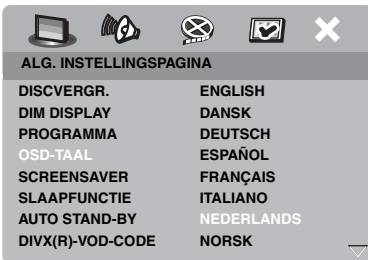 ALG. INSTELLINGSPAGINA
DISCVERGR. ENGLISH
DIM DISPLAY DANSK
PROGRAMMA DEUTSCH
OSD-TAAL ESPAÑOL
SCREENSAVER FRANÇAIS
SLAAPFUNCTIE ITALIANO
AUTO STAND-BY NEDERLANDS
DIVX(R)-VOD-CODE NORSK